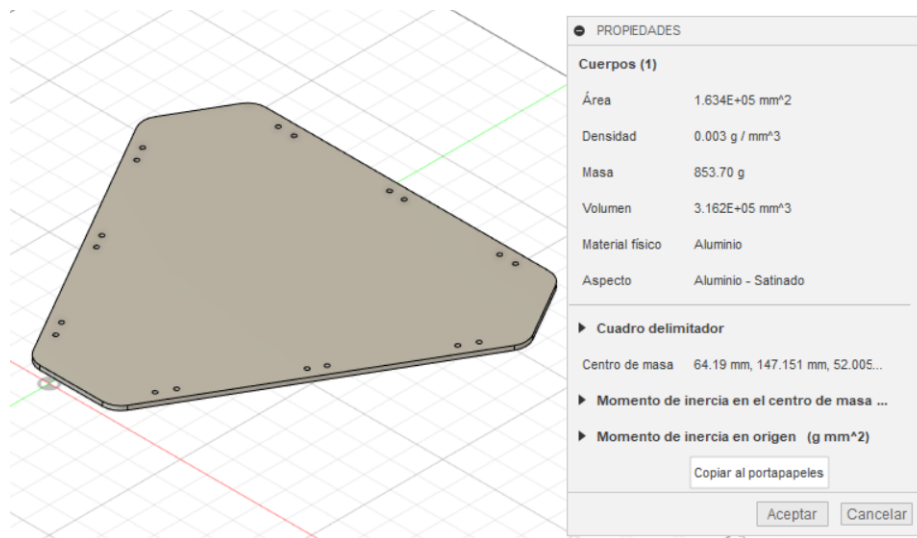 PROPIEDADES
Cuerpos (1)
Área 1.634E+05 mm^2
Densidad 0.003 g / mm^3
Masa 853.70 g
Volumen 3.162E+05 mm^3
Material físico Aluminio
Aspecto Aluminio - Satinado
Cuadro delimitador
Centro de masa 64.19 mm, 147.151 mm, 52.005...
Momento de inercia en el centro de masa ...
Momento de inercia en origen (g mm^2)
Copiar al portapapeles
Aceptar Cancelar